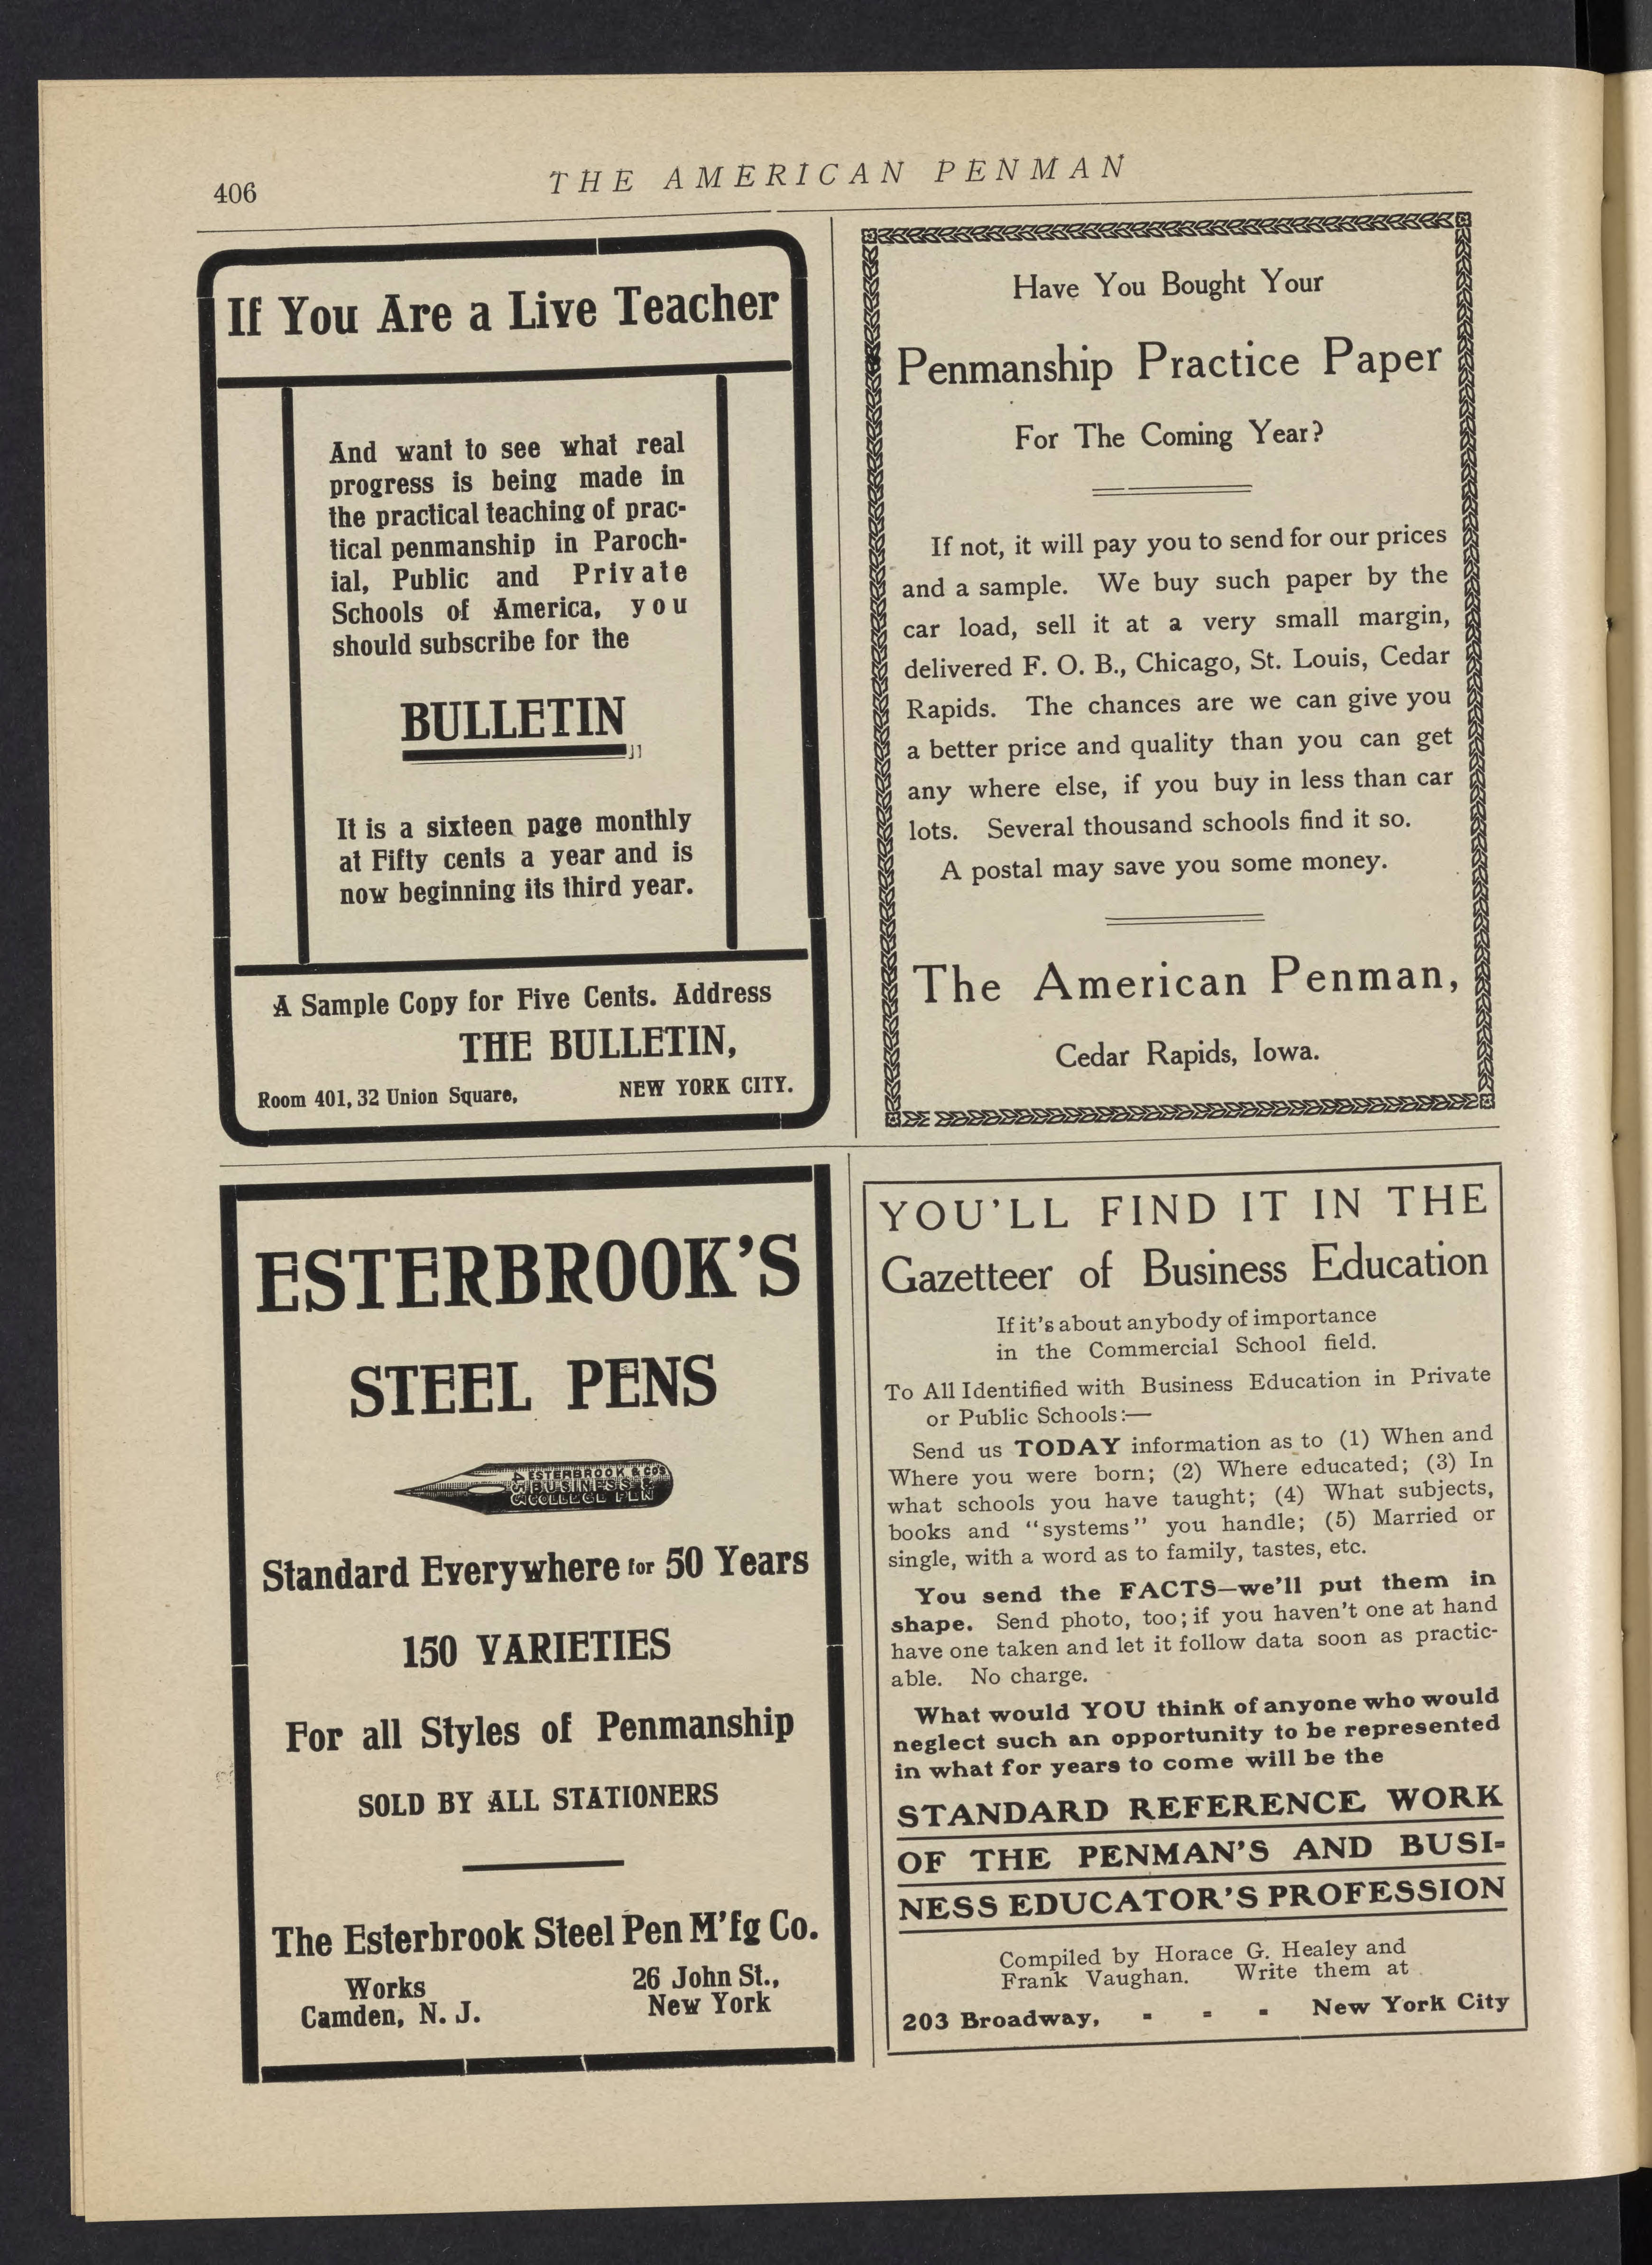 406
THE AMERICAN PENMAN
If You Are a Live Teacher
And want to see what real
progress is being made in
the practical teaching of prac-
tical penmanship in Paroch-
ial, Public and Private
Schools of America, you
should subscribe for the
BULLETIN
It is a sixteen page monthly
at Fifty cents a year and is
now beginning its third year.
A Sample Copy for Five Cents. Address
THE BULLETIN,
Room 401, 32 Union Square, NEW YORK CITY.
Have You Bought Your
Penmanship Practice Paper
For The Coming Year?
If not, it will pay you to send for our prices
and a sample. We buy such paper by the
car load, sell it at a very small margin,
delivered F. O. B., Chicago, St. Louis, Cedar
Rapids. The chances are we can give you
a better price and quality than you can get
any where else, if you buy in less than car
lots. Several thousand schools find it so.
A postal may save you some money.
The American Penman,
Cedar Rapids, Iowa.
ESTERBROOK'S
STEEL PENS
ESTERBROOK & CO'S
BUSINESS &
COLLEGE PEN
Standard Everywhere for 50 Years
150 VARIETIES
For all Styles of Penmanship
SOLD BY ALL STATIONERS
The Esterbrook Steel Pen M'fg Co.
Works
Camden, N. J.
26 John St.,
New York
YOU'LL FIND IT IN THE
Gazetteer of Business Education
If it's about anybody of importance
in the Commercial School field.
To All Identified with Business Education in Private
or Public Schools:—
Send us TODAY information as to (1) When and
Where you were born; (2) Where educated; (3) In
what schools you have taught; (4) What subjects,
books and "systems" you handle; (5) Married or
single, with a word as to family, tastes, etc.
You send the FACTS—we'll put them in
shape. Send photo, too; if you haven't one at hand
have one taken and let it follow data soon as practic-
able. No charge.
What would YOU think of anyone who would
neglect such an opportunity to be represented
in what for years to come will be the
STANDARD REFERENCE WORK
OF THE PENMAN'S AND BUSI-
NESS EDUCATOR'S PROFESSION
Compiled by Horace G. Healey and
Frank Vaughan. Write them at
203 Broadway, - - - New York City